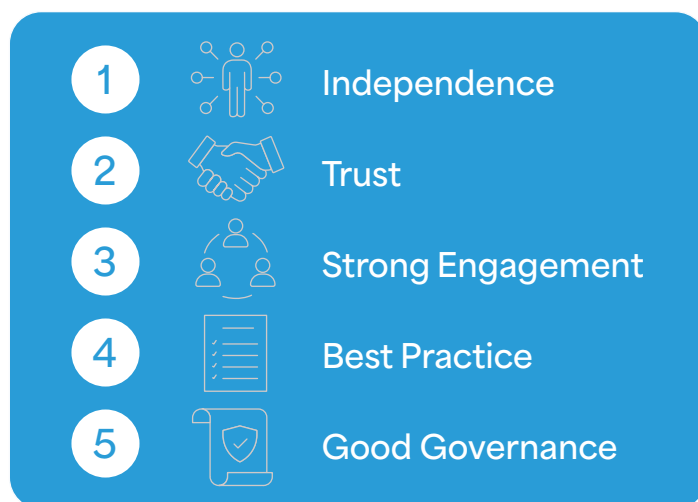 1 Independence
2 Trust
3 Strong Engagement
4 Best Practice
5 Good Governance